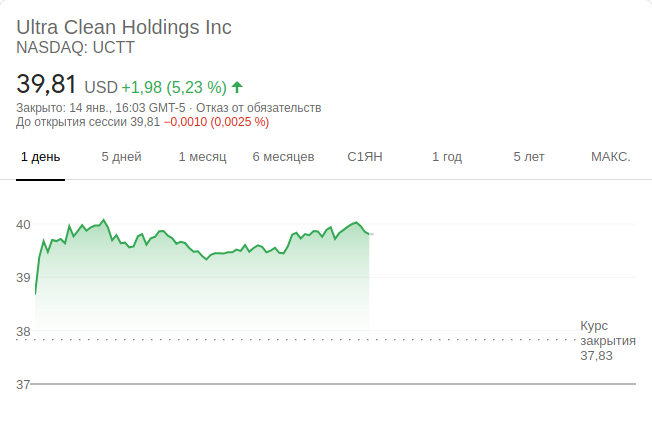 Ultra Clean Holdings Inc
NASDAQ: UCTT
39,81 USD +1,98 (5,23 %)
Закрыто: 14 янв., 16:03 GMT-5 · Отказ от обязательств
До открытия сессии 39,81 −0,0010 (0,0025 %)
1 день 5 дней 1 месяц 6 месяцев С1ЯН 1 год 5 лет МАКС.
40
39
38
Курс
закрытия
37,83
37